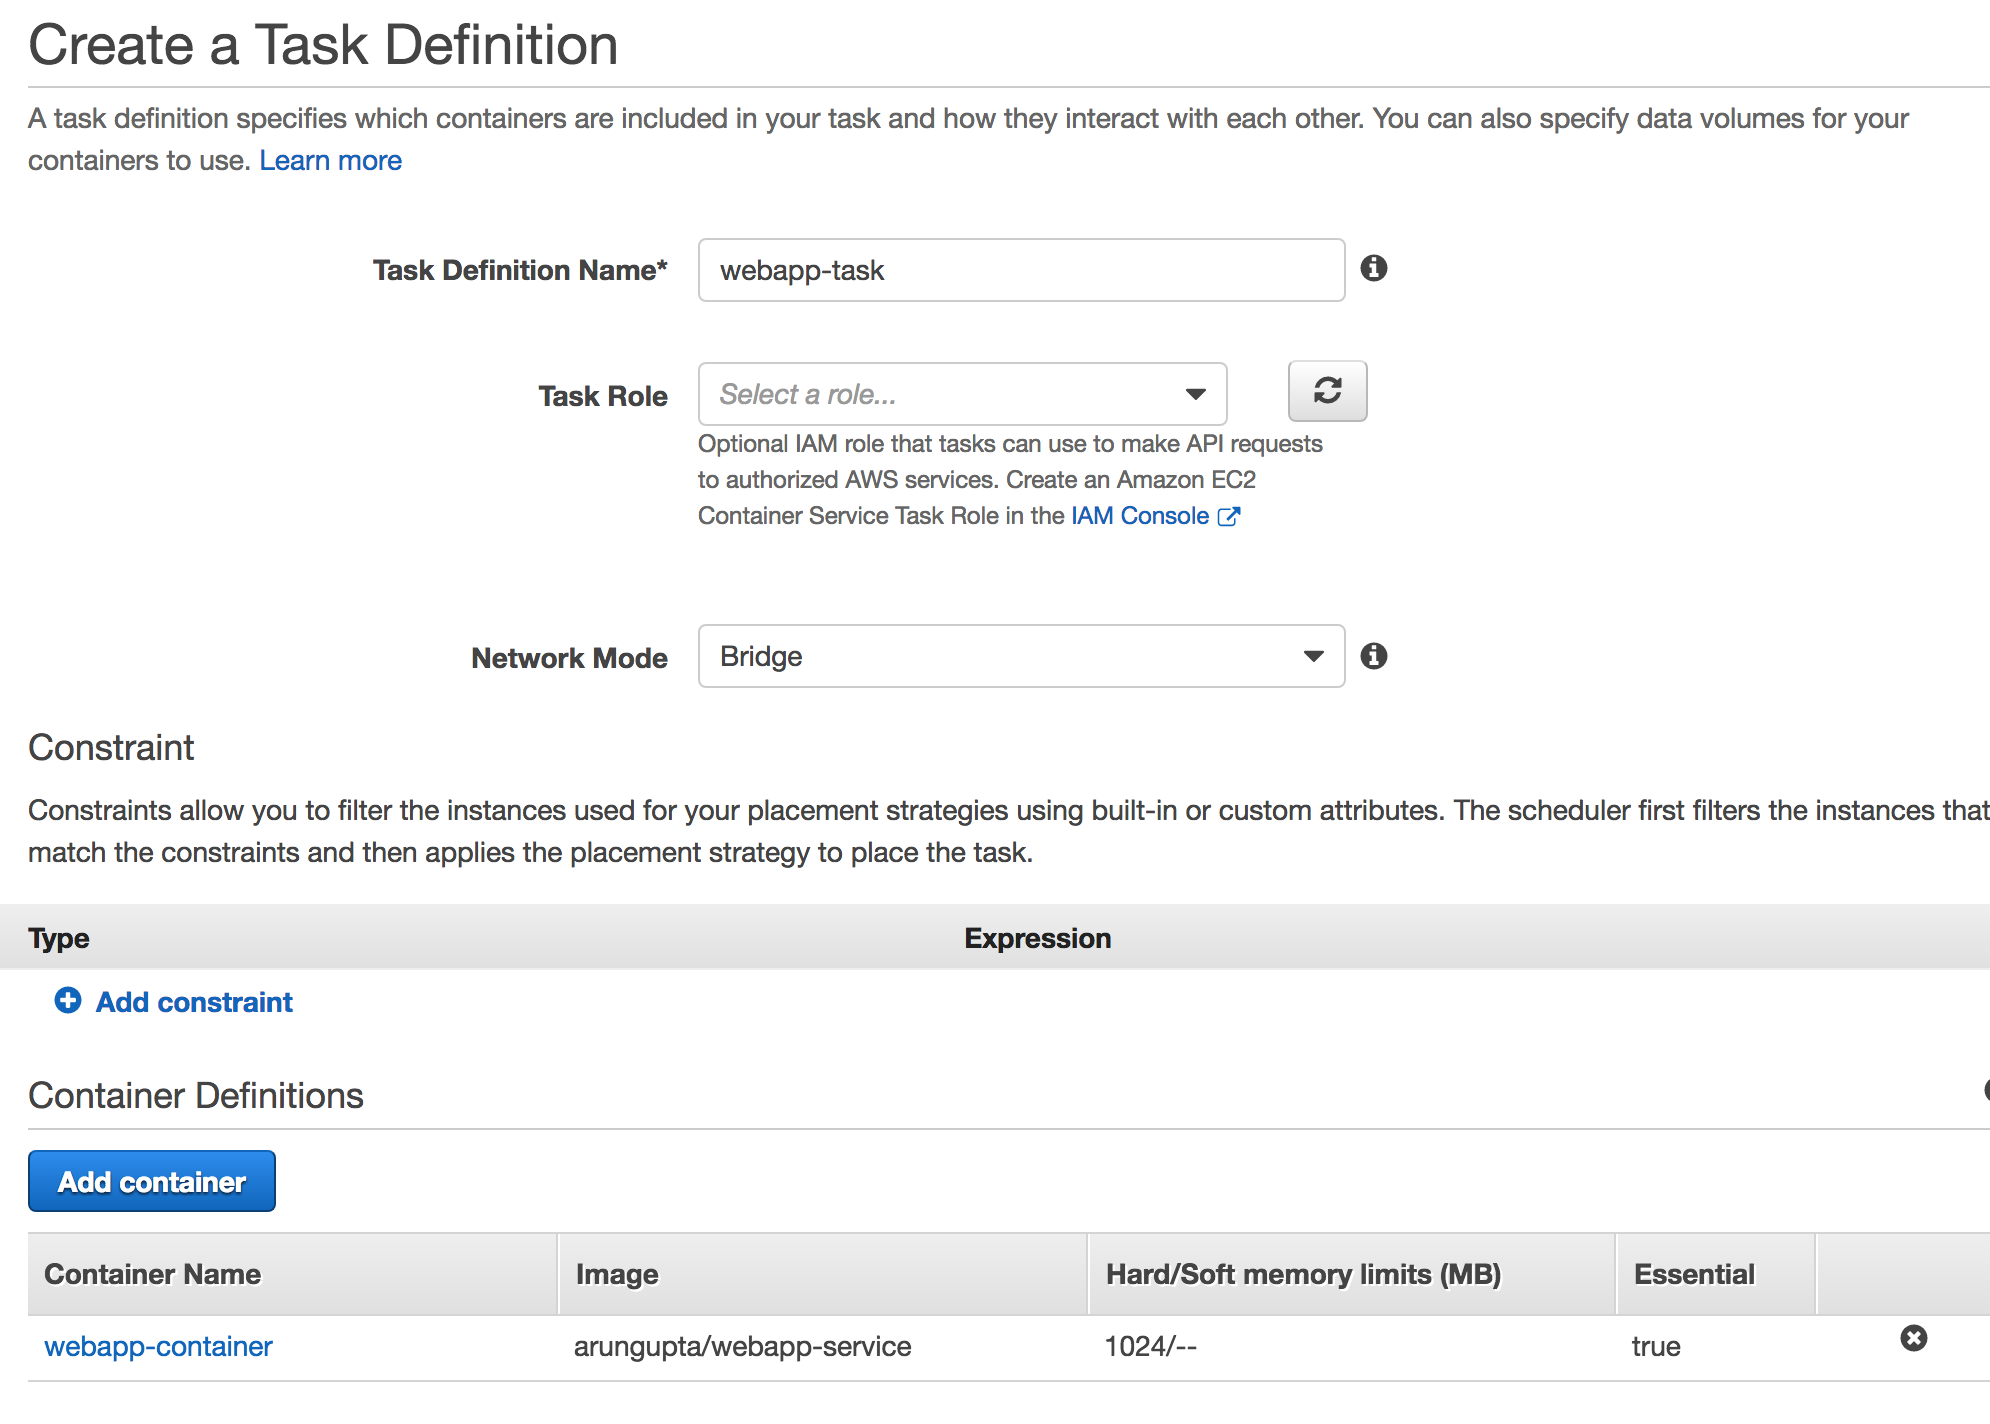 Create a Task Definition
A task definition specifies which containers are included in your task and how they interact with each other. You can also specify data volumes for your
containers to use. Learn more
Task Definition Name* webapp-task
Task Role Select a role...
Optional IAM role that tasks can use to make API requests
to authorized AWS services. Create an Amazon EC2
Container Service Task Role in the IAM Console
Network Mode Bridge
Constraint
Constraints allow you to filter the instances used for your placement strategies using built-in or custom attributes. The scheduler first filters the instances that
match the constraints and then applies the placement strategy to place the task.
Type Expression
Add constraint
Container Definitions
Add container
Container Name Image Hard/Soft memory limits (MB) Essential
webapp-container arungupta/webapp-service 1024/-- true